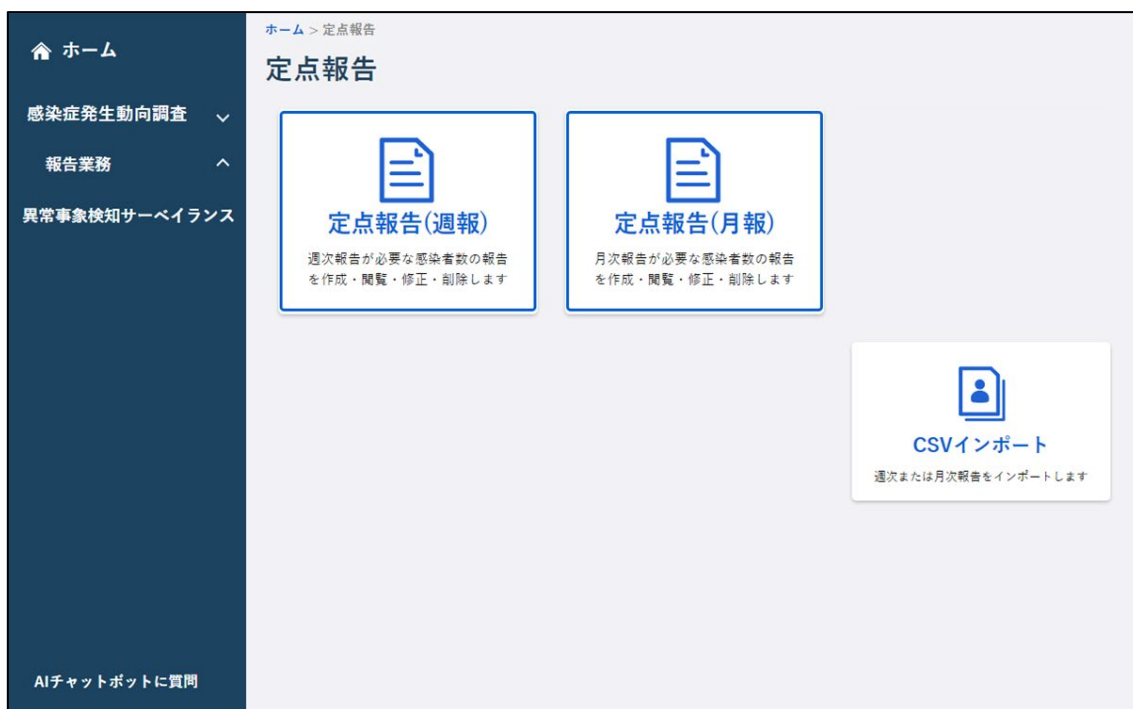 ホーム
感染症発生動向調査
報告業務
異常事象検知サーベイランス
AIチャットボットに質問
ホーム > 定点報告
定点報告
定点報告(週報)
週次報告が必要な感染者数の報告
を作成・閲覧・修正・削除します
定点報告(月報)
月次報告が必要な感染者数の報告
を作成・閲覧・修正・削除します
CSVインポート
週次または月次報告をインポートします